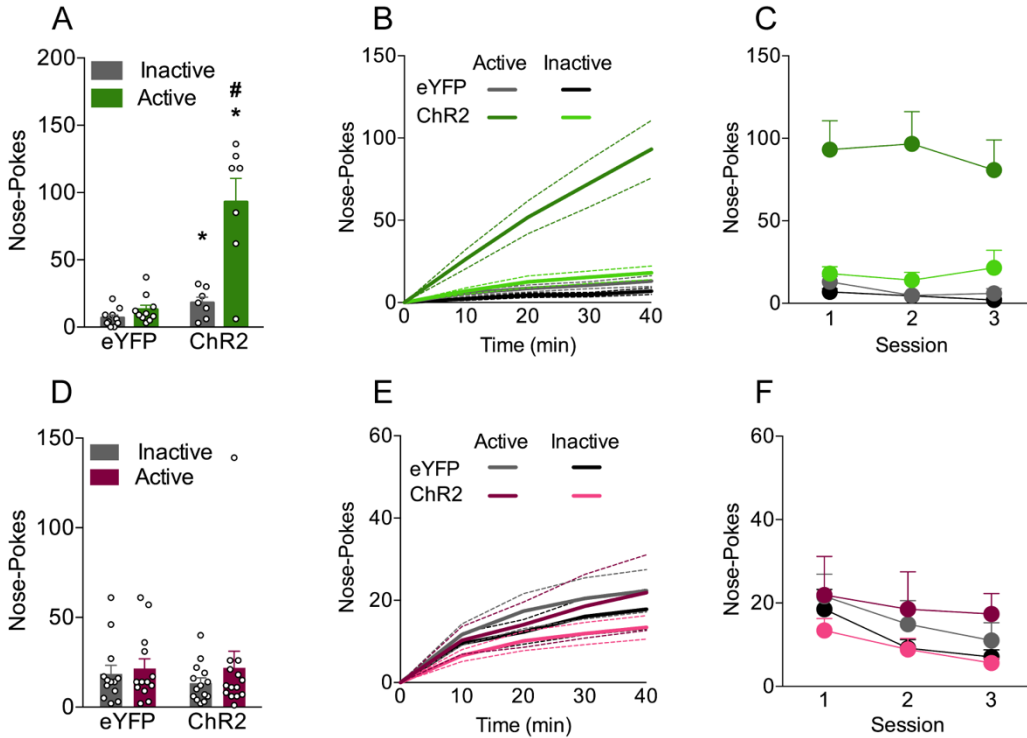 A
Nose-Pokes
200
150
100
50
0
Inactive
Active
*
#
*
eYFP
ChR2
B
Nose-Pokes
150
100
50
0
Active Inactive
eYFP
ChR2
0 10 20 30 40
Time (min)
C
Nose-Pokes
150
100
50
0
1 2 3
Session
D
Nose-Pokes
150
100
50
0
Inactive
Active
eYFP
ChR2
E
Nose-Pokes
60
40
20
0
Active Inactive
eYFP
ChR2
0 10 20 30 40
Time (min)
F
Nose-Pokes
60
40
20
0
1 2 3
Session